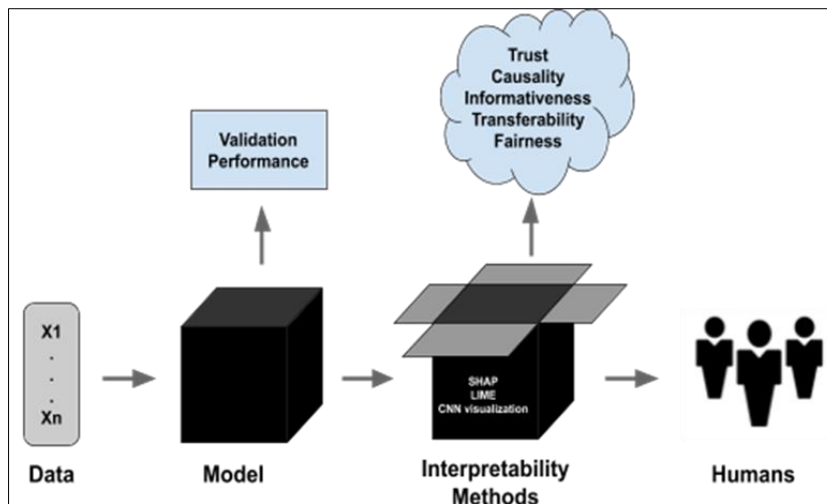 Trust
Causality
Informativeness
Transferability
Fairness
Validation
Performance
X1
.
.
.
Xn
SHAP
LIME
CNN visualization
Data
Model
Interpretability
Methods
Humans